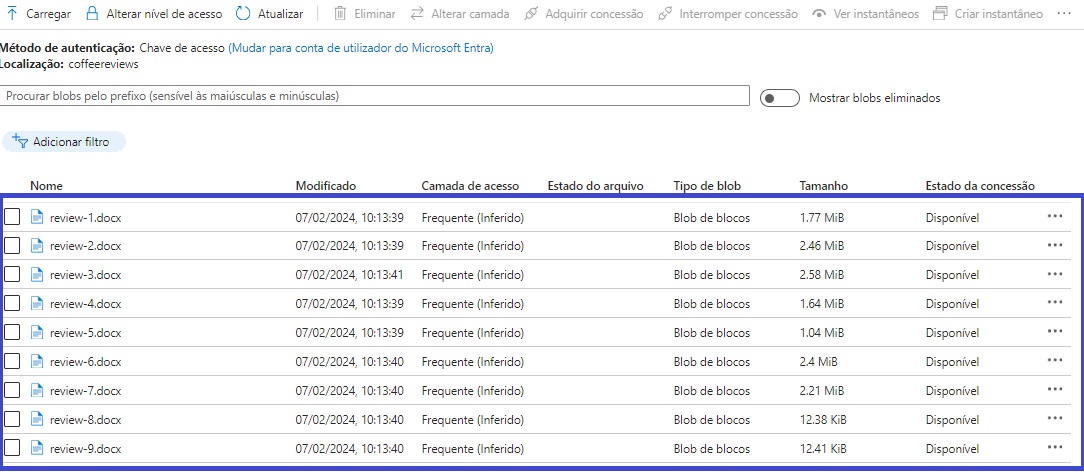 Carregar Alterar nível de acesso Atualizar Eliminar Alterar camada Adquirir concessão Interromper concessão Ver instantâneos Criar instantâneo ···
Método de autenticação: Chave de acesso (Mudar para conta de utilizador do Microsoft Entra)
Localização: coffeereviews
Procurar blobs pelo prefixo (sensível às maiúsculas e minúsculas) Mostrar blobs eliminados
Adicionar filtro
Nome Modificado Camada de acesso Estado do arquivo Tipo de blob Tamanho Estado da concessão
review-1.docx 07/02/2024, 10:13:39 Frequente (Inferido) Blob de blocos 1.77 MiB Disponível ···
review-2.docx 07/02/2024, 10:13:39 Frequente (Inferido) Blob de blocos 2.46 MiB Disponível ···
review-3.docx 07/02/2024, 10:13:41 Frequente (Inferido) Blob de blocos 2.58 MiB Disponível ···
review-4.docx 07/02/2024, 10:13:39 Frequente (Inferido) Blob de blocos 1.64 MiB Disponível ···
review-5.docx 07/02/2024, 10:13:39 Frequente (Inferido) Blob de blocos 1.04 MiB Disponível ···
review-6.docx 07/02/2024, 10:13:40 Frequente (Inferido) Blob de blocos 2.4 MiB Disponível ···
review-7.docx 07/02/2024, 10:13:40 Frequente (Inferido) Blob de blocos 2.21 MiB Disponível ···
review-8.docx 07/02/2024, 10:13:40 Frequente (Inferido) Blob de blocos 12.38 KiB Disponível ···
review-9.docx 07/02/2024, 10:13:40 Frequente (Inferido) Blob de blocos 12.41 KiB Disponível ···